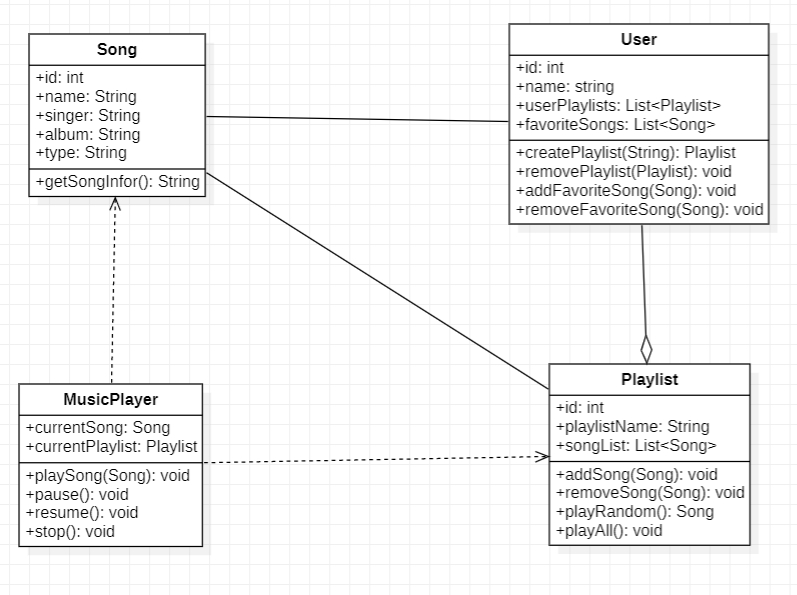 Song
+id: int
+name: String
+singer: String
+album: String
+type: String
+getSongInfor(): String
User
+id: int
+name: string
+userPlaylists: List<Playlist>
+favoriteSongs: List<Song>
+createPlaylist(String): Playlist
+removePlaylist(Playlist): void
+addFavoriteSong(Song): void
+removeFavoriteSong(Song): void
MusicPlayer
+currentSong: Song
+currentPlaylist: Playlist
+playSong(Song): void
+pause(): void
+resume(): void
+stop(): void
Playlist
+id: int
+playlistName: String
+songList: List<Song>
+addSong(Song): void
+removeSong(Song): void
+playRandom(): Song
+playAll(): void